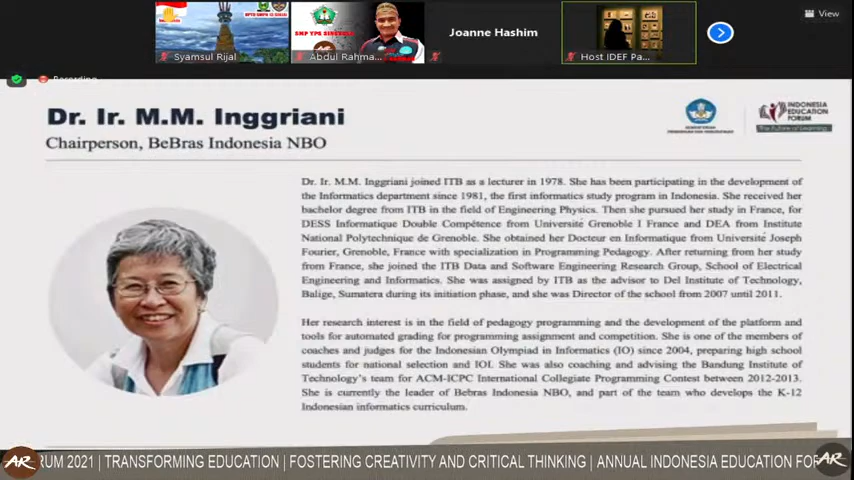 View
SMP YPS SINGKOLE
Syamsul Rijal
Abdul Rahma...
Joanne Hashim
Host IDEF Pa...
Recording
Dr. Ir. M.M. Inggriani
Chairperson, BeBras Indonesia NBO
INDONESIA
EDUCATION
FORUM
The Future of Learning
Dr. Ir. M.M. Inggriani joined ITB as a lecturer in 1978. She has been participating in the development of
the Informatics department since 1981, the first informatics study program in Indonesia. She received her
bachelor degree from ITB in the field of Engineering Physics. Then she pursued her study in France, for
DESS Informatique Double Compétence from Université Grenoble I France and DEA from Institute
National Polytechnique de Grenoble. She obtained her Docteur en Informatique from Université Joseph
Fourier, Grenoble, France with specialization in Programming Pedagogy. After returning from her study
from France, she joined the ITB Data and Software Engineering Research Group, School of Electrical
Engineering and Informatics. She was assigned by ITB as the advisor to Del Institute of Technology,
Balige, Sumatera during its initiation phase, and she was Director of the school from 2007 until 2011.
Her research interest is in the field of pedagogy programming and the development of the platform and
tools for automated grading for programming assignment and competition. She is one of the members of
coaches and judges for the Indonesian Olympiad in Informatics (IO) since 2004, preparing high school
students for national selection and IOI. She was also coaching and advising the Bandung Institute of
Technology's team for ACM-ICPC International Collegiate Programming Contest between 2012-2013.
She is currently the leader of Bebras Indonesia NBO, and part of the team who develops the K-12
Indonesian informatics curriculum.
AR RUM 2021 | TRANSFORMING EDUCATION | FOSTERING CREATIVITY AND CRITICAL THINKING | ANNUAL INDONESIA EDUCATION FOR AR